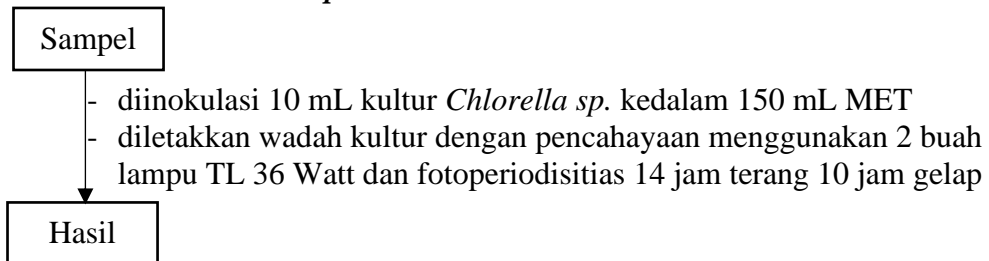 Sampel
- diinokulasi 10 mL kultur Chlorella sp. kedalam 150 mL MET
- diletakkan wadah kultur dengan pencahayaan menggunakan 2 buah
lampu TL 36 Watt dan fotoperiodisitias 14 jam terang 10 jam gelap
Hasil